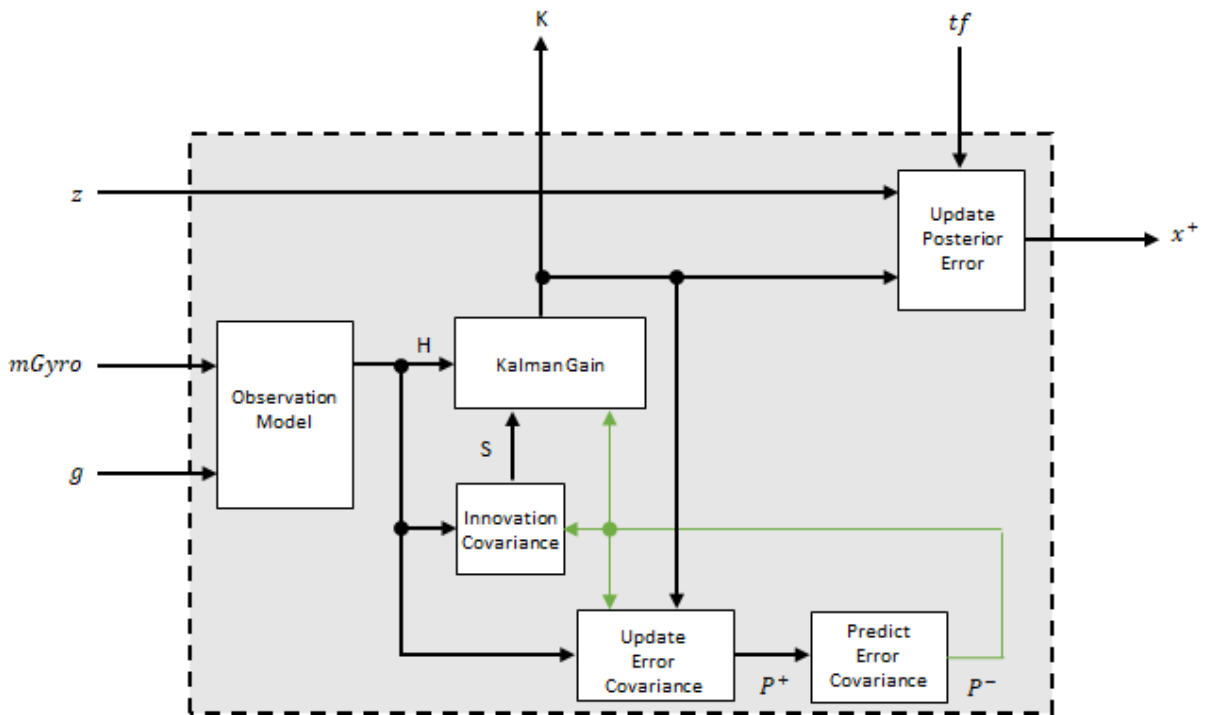 K
tf
z
Update
Posterior
Error
x⁺
mGyro
H
Kalman Gain
Observation
Model
g
S
Innovation
Covariance
Update
Error
Covariance
P⁺
Predict
Error
Covariance
P⁻